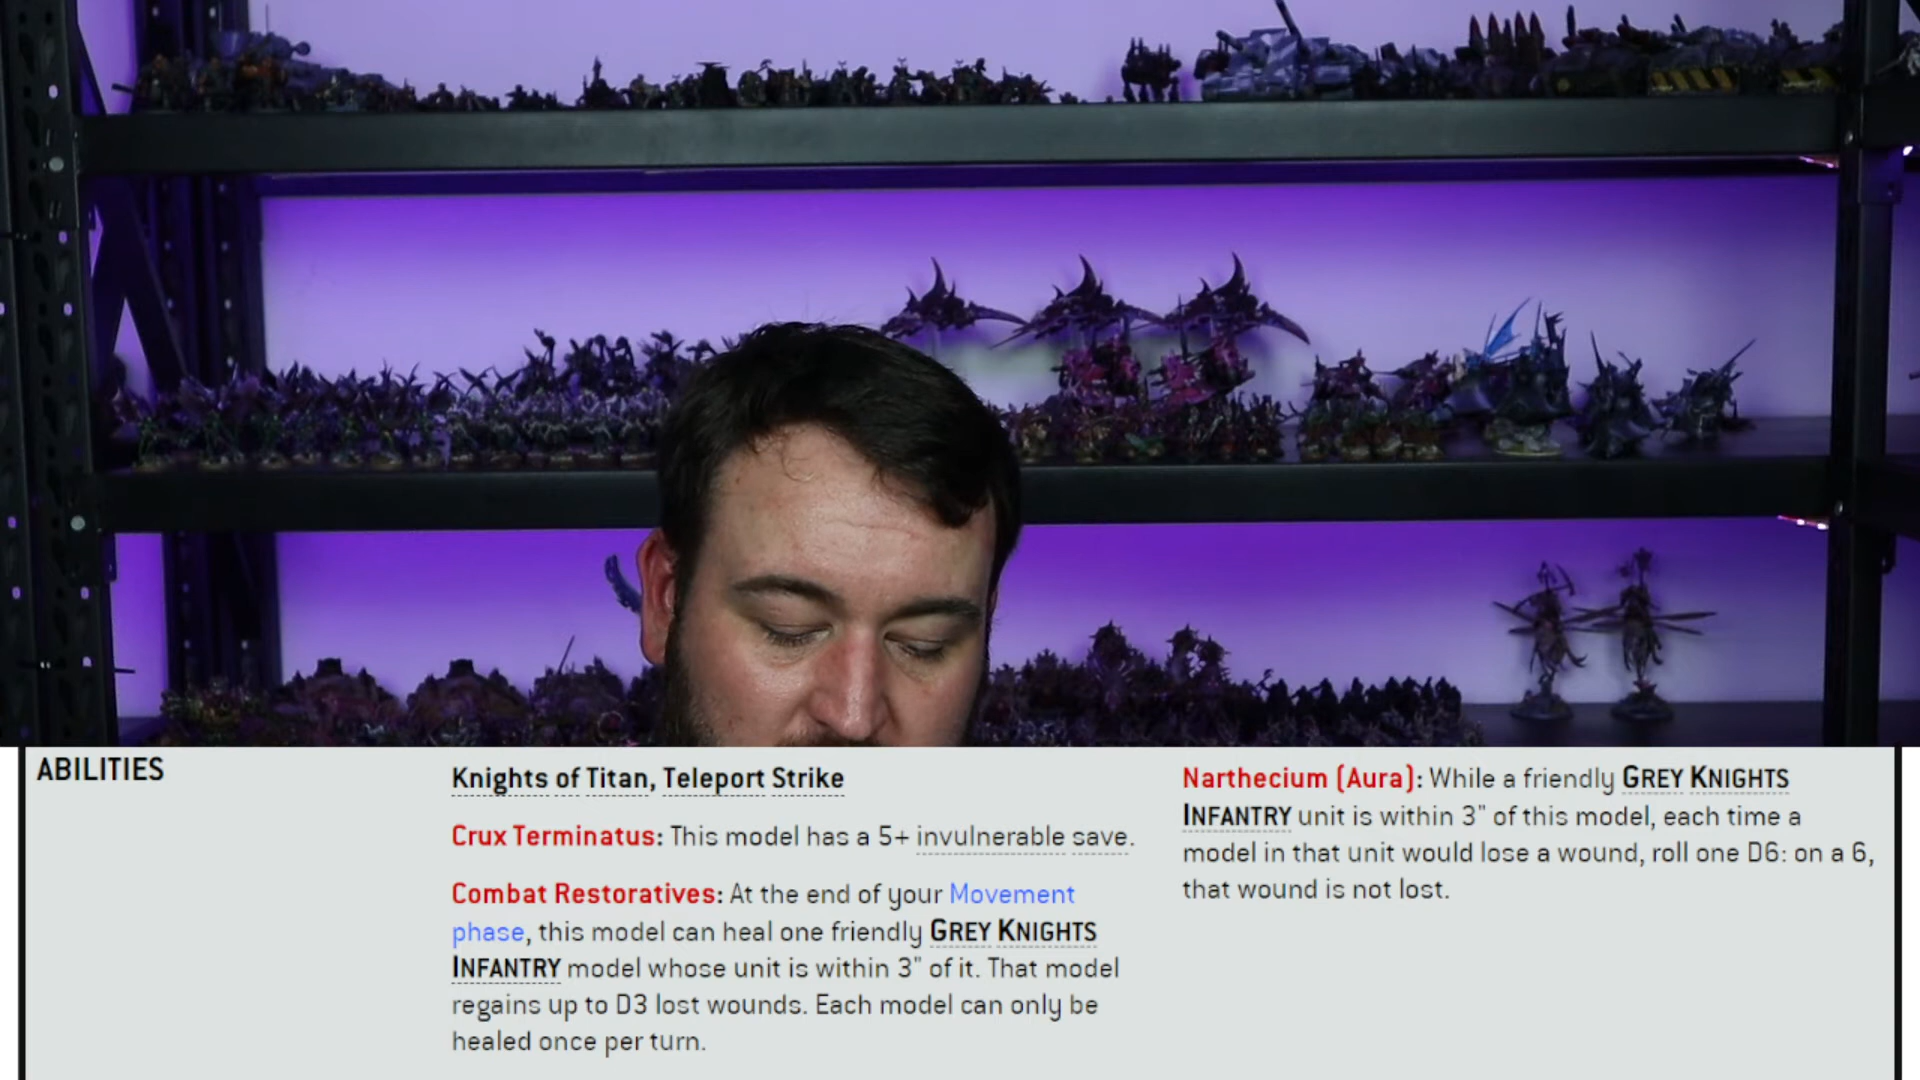 ABILITIES
Knights of Titan, Teleport Strike
Crux Terminatus: This model has a 5+ invulnerable save.
Combat Restoratives: At the end of your Movement
phase, this model can heal one friendly GREY KNIGHTS
INFANTRY model whose unit is within 3" of it. That model
regains up to D3 lost wounds. Each model can only be
healed once per turn.
Narthecium (Aura): While a friendly GREY KNIGHTS
INFANTRY unit is within 3" of this model, each time a
model in that unit would lose a wound, roll one D6: on a 6,
that wound is not lost.